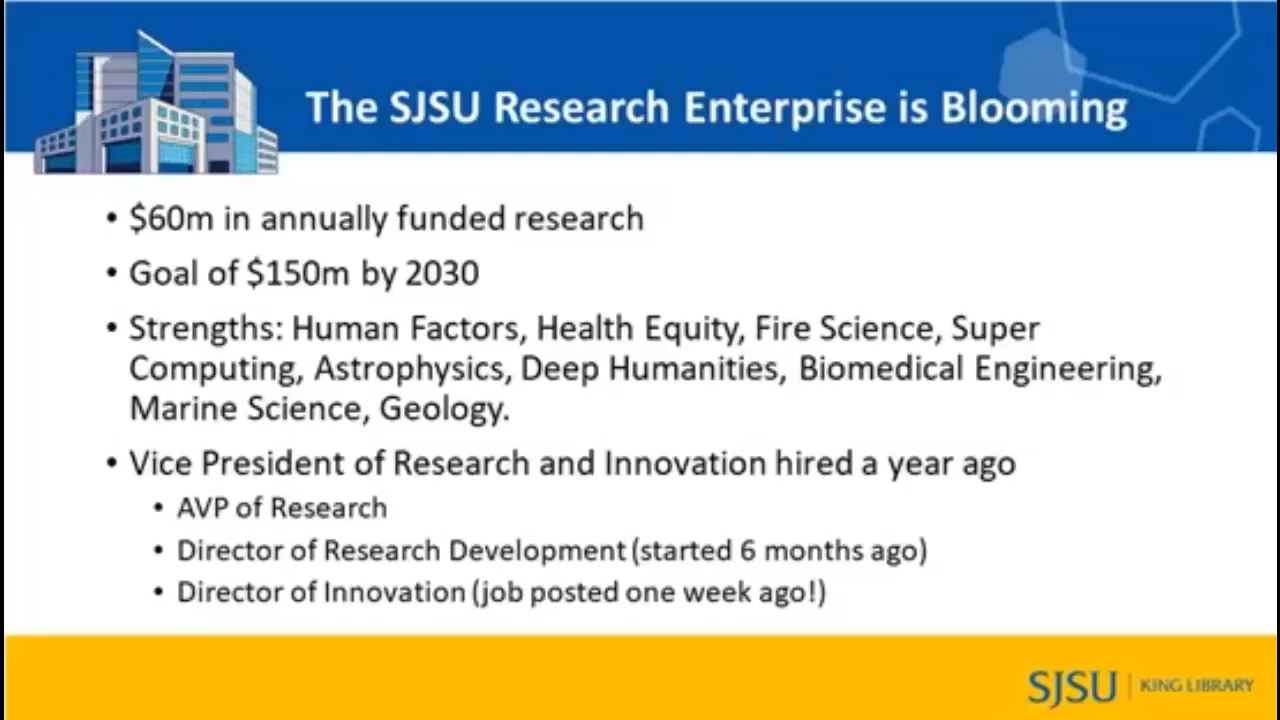 The SJSU Research Enterprise is Blooming
• $60m in annually funded research
• Goal of $150m by 2030
• Strengths: Human Factors, Health Equity, Fire Science, Super
Computing, Astrophysics, Deep Humanities, Biomedical Engineering,
Marine Science, Geology.
• Vice President of Research and Innovation hired a year ago
• AVP of Research
• Director of Research Development (started 6 months ago)
• Director of Innovation (job posted one week ago!)
SJSU | KING LIBRARY